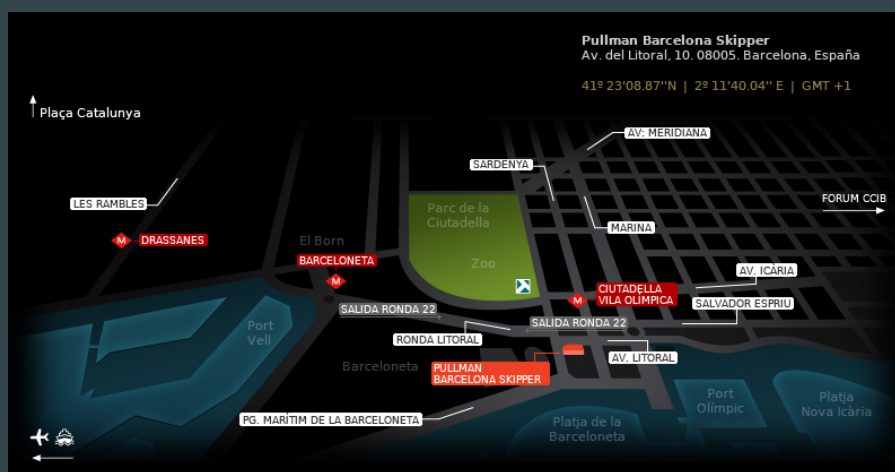 Pullman Barcelona Skipper
Av. del Litoral, 10. 08005. Barcelona, España
41º 23'08.87''N | 2º 11'40.04'' E | GMT +1
Plaça Catalunya
AV: MERIDIANA
SARDENYA
LES RAMBLES
FORUM CCIB
Parc de la
Ciutadella
MARINA
M
DRASSANES
El Born
BARCELONETA
Zoo
AV. ICÀRIA
M
CIUTADELLA
VILA OLÍMPICA
M
SALVADOR ESPRIU
SALIDA RONDA 22
SALIDA RONDA 22
Port
Vell
RONDA LITORAL
AV. LITORAL
Barceloneta
PULLMAN
BARCELONA SKIPPER
Port
Olímpic
Platja
Nova Icària
PG. MARÍTIM DE LA BARCELONETA
Platja de la
Barceloneta